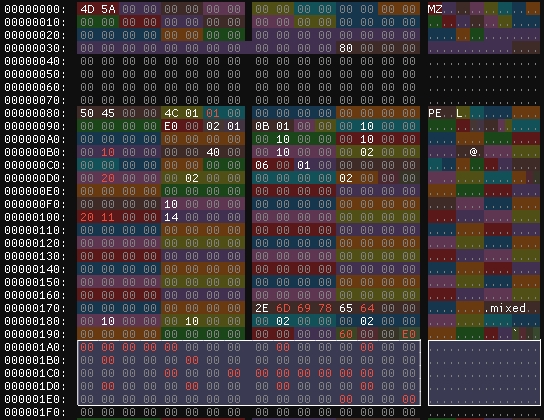 00000000: 4D 5A 00 00 00 00 00 00 00 00 00 00 00 00 00 00 MZ..............
00000010: 00 00 00 00 00 00 00 00 00 00 00 00 00 00 00 00 ................
00000020: 00 00 00 00 00 00 00 00 00 00 00 00 00 00 00 00 ................
00000030: 00 00 00 00 00 00 00 00 00 00 00 00 80 00 00 00 ................
00000040: 00 00 00 00 00 00 00 00 00 00 00 00 00 00 00 00 ................
00000050: 00 00 00 00 00 00 00 00 00 00 00 00 00 00 00 00 ................
00000060: 00 00 00 00 00 00 00 00 00 00 00 00 00 00 00 00 ................
00000070: 00 00 00 00 00 00 00 00 00 00 00 00 00 00 00 00 ................
00000080: 50 45 00 00 4C 01 01 00 00 00 00 00 00 00 00 00 PE..L...........
00000090: 00 00 00 00 E0 00 02 01 0B 01 00 00 00 10 00 00 ................
000000A0: 00 00 00 00 00 00 00 00 00 10 00 00 00 10 00 00 ................
000000B0: 00 10 00 00 00 00 40 00 00 10 00 00 00 02 00 00 ......@.........
000000C0: 00 00 00 00 00 00 00 00 06 00 01 00 00 00 00 00 ................
000000D0: 00 20 00 00 00 02 00 00 00 00 00 00 02 00 00 00 ................
000000E0: 00 00 00 00 00 00 00 00 00 00 00 00 00 00 00 00 ................
000000F0: 00 00 00 00 10 00 00 00 00 00 00 00 00 00 00 00 ................
00000100: 20 11 00 00 14 00 00 00 00 00 00 00 00 00 00 00 ................
00000110: 00 00 00 00 00 00 00 00 00 00 00 00 00 00 00 00 ................
00000120: 00 00 00 00 00 00 00 00 00 00 00 00 00 00 00 00 ................
00000130: 00 00 00 00 00 00 00 00 00 00 00 00 00 00 00 00 ................
00000140: 00 00 00 00 00 00 00 00 00 00 00 00 00 00 00 00 ................
00000150: 00 00 00 00 00 00 00 00 00 00 00 00 00 00 00 00 ................
00000160: 00 00 00 00 00 00 00 00 00 00 00 00 00 00 00 00 ................
00000170: 00 00 00 00 00 00 00 00 2E 6D 69 78 65 64 00 00 .........mixed..
00000180: 00 10 00 00 00 10 00 00 00 02 00 00 00 02 00 00 ................
00000190: 00 00 00 00 00 00 00 00 00 00 00 00 60 00 00 E0 ................
000001A0: 00 00 00 00 00 00 00 00 00 00 00 00 00 00 00 00 ................
000001B0: 00 00 00 00 00 00 00 00 00 00 00 00 00 00 00 00 ................
000001C0: 00 00 00 00 00 00 00 00 00 00 00 00 00 00 00 00 ................
000001D0: 00 00 00 00 00 00 00 00 00 00 00 00 00 00 00 00 ................
000001E0: 00 00 00 00 00 00 00 00 00 00 00 00 00 00 00 00 ................
000001F0: 00 00 00 00 00 00 00 00 00 00 00 00 00 00 00 00 ................